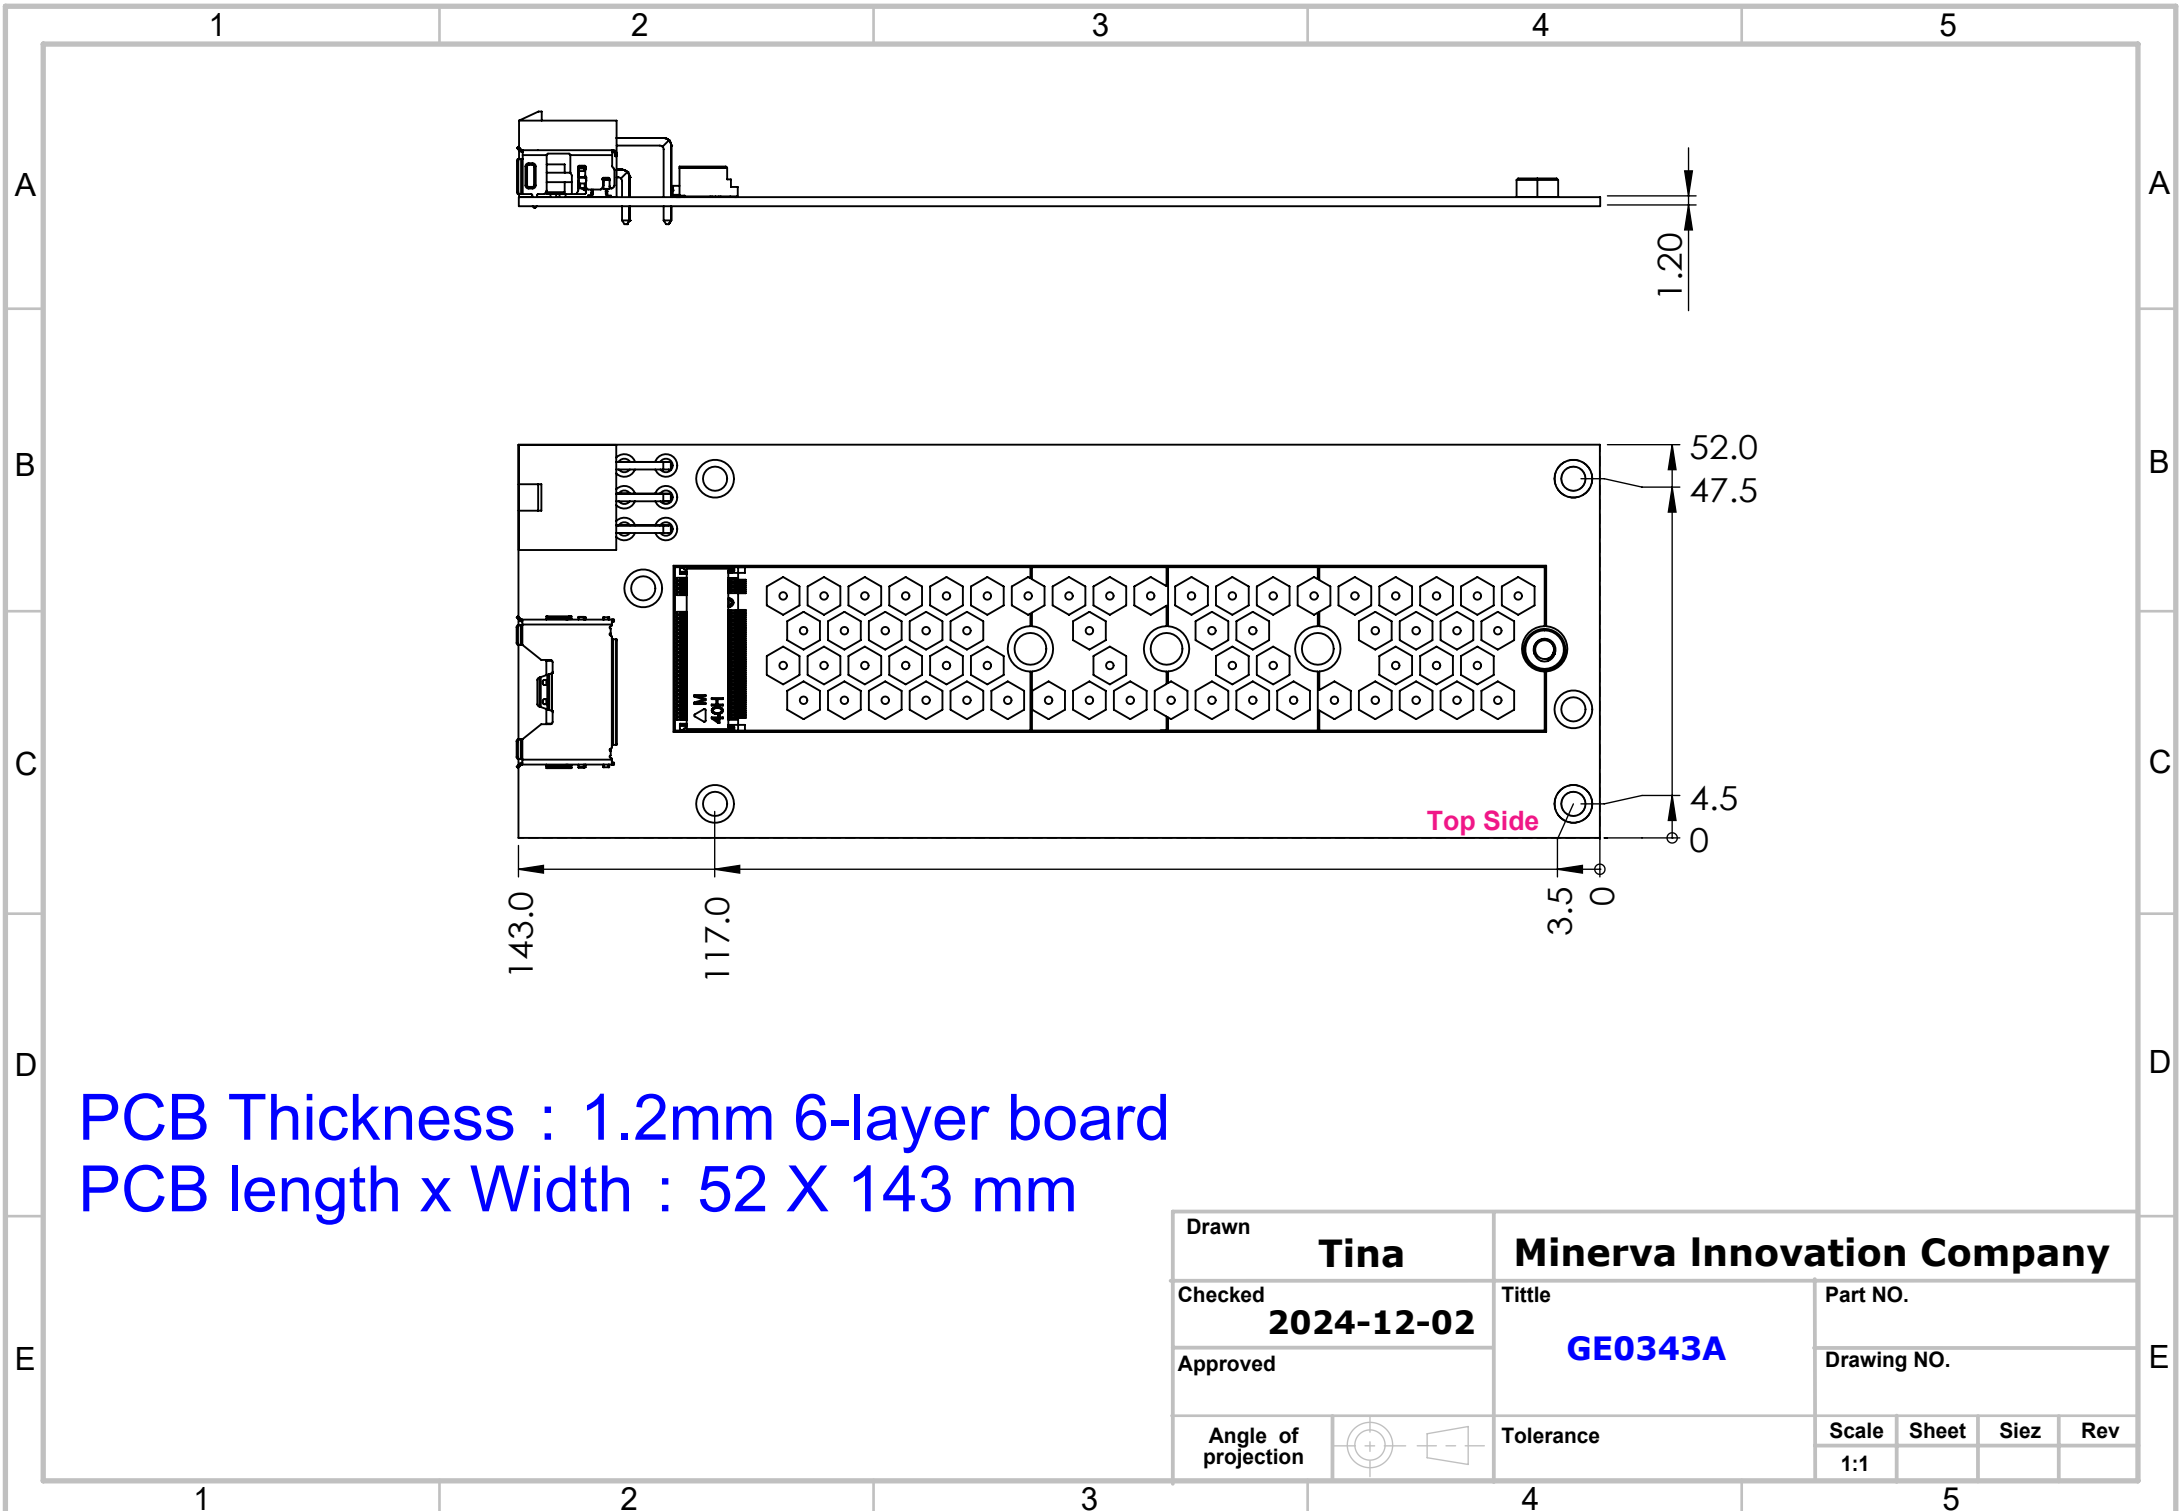 1 2 3 4 5
A A
1.20
B B
52.0
47.5
△M
40H
C C
4.5
Top Side
0
143.0 117.0 3.5 0
D D
PCB Thickness : 1.2mm 6-layer board
PCB length x Width : 52 X 143 mm
Drawn
Tina
Minerva Innovation Company
Checked
2024-12-02
Tittle
GE0343A
Part NO.
Approved
Drawing NO.
E E
Angle of
projection
Tolerance
Scale Sheet Siez Rev
1:1
1 2 3 4 5